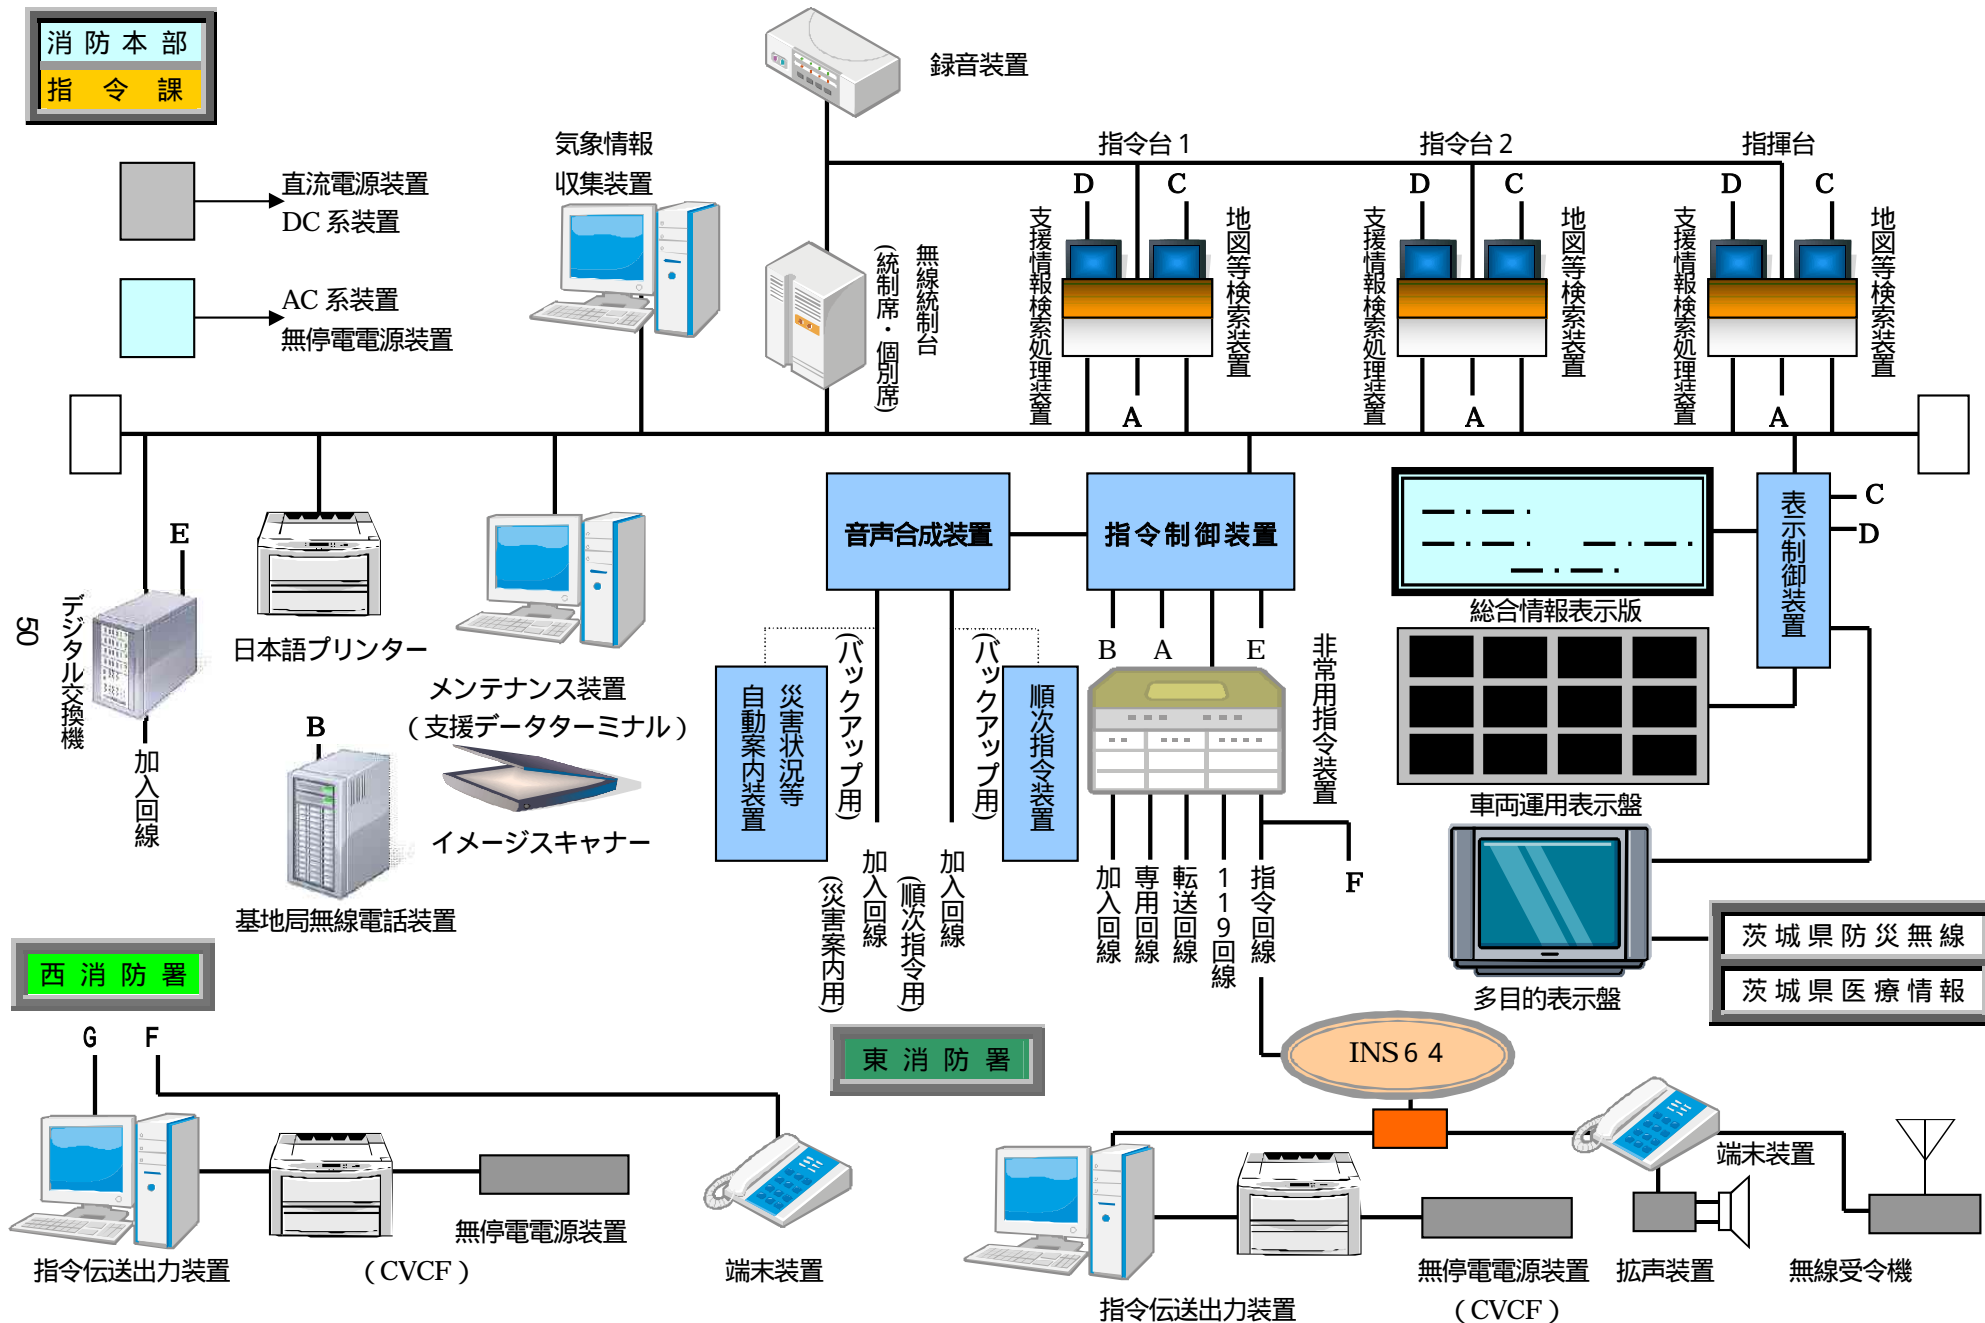 消防本部
指令課
録音装置
気象情報
収集装置
指令台1
指令台2
指揮台
直流電源装置
DC 系装置
AC 系装置
無停電電源装置
無線統制台
(統制席・個別席)
D
C
支援情報検索処理装置
地図等検索装置
A
D
C
支援情報検索処理装置
地図等検索装置
A
D
C
支援情報検索処理装置
地図等検索装置
A
E
デジタル交換機
加入回線
50
日本語プリンター
メンテナンス装置
(支援データターミナル)
イメージスキャナー
B
基地局無線電話装置
音声合成装置
指令制御装置
災害状況等
自動案内装置
(バックアップ用)
(バックアップ用)
順次指令装置
加入回線
(災害案内用)
加入回線
(順次指令用)
B
A
E
非常用指令装置
加入回線
専用回線
転送回線
119回線
指令回線
F
総合情報表示版
表示制御装置
C
D
車両運用表示盤
多目的表示盤
茨城県防災無線
茨城県医療情報
西消防署
G
F
指令伝送出力装置
無停電電源装置
(CVCF)
端末装置
東消防署
INS64
端末装置
指令伝送出力装置
無停電電源装置
(CVCF)
拡声装置
無線受令機